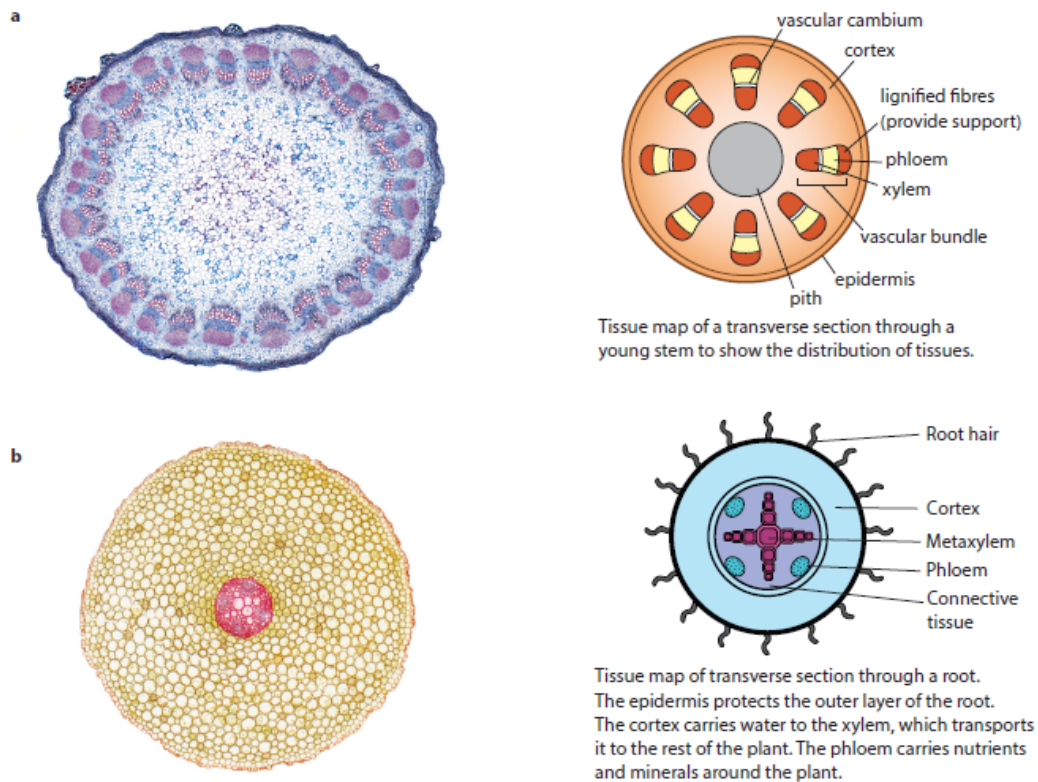 a
vascular cambium
cortex
lignified fibres
(provide support)
phloem
xylem
vascular bundle
epidermis
pith
Tissue map of a transverse section through a
young stem to show the distribution of tissues.
b
Root hair
Cortex
Metaxylem
Phloem
Connective
tissue
Tissue map of transverse section through a root.
The epidermis protects the outer layer of the root.
The cortex carries water to the xylem, which transports
it to the rest of the plant. The phloem carries nutrients
and minerals around the plant.